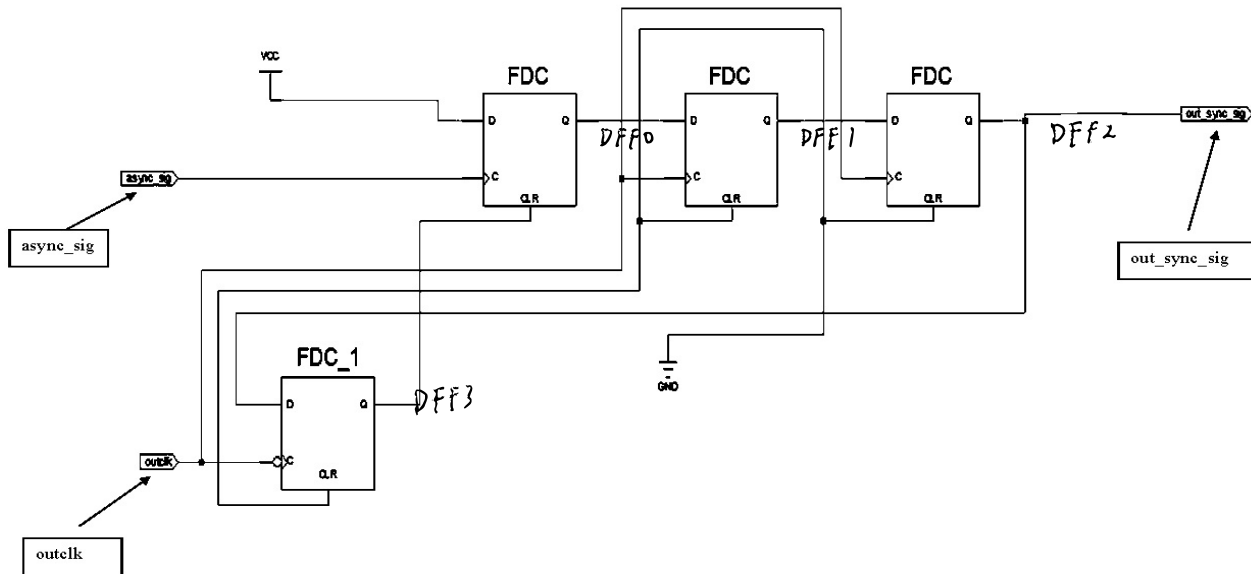 VCC
FDC
FDC
FDC
D
Q
DFF0
D
Q
DFF1
D
Q
DFF2
out_sync_sig
async_sig
C
CLR
C
CLR
C
CLR
async_sig
out_sync_sig
FDC_1
GND
D
Q
DFF3
outclk
C
CLR
outclk